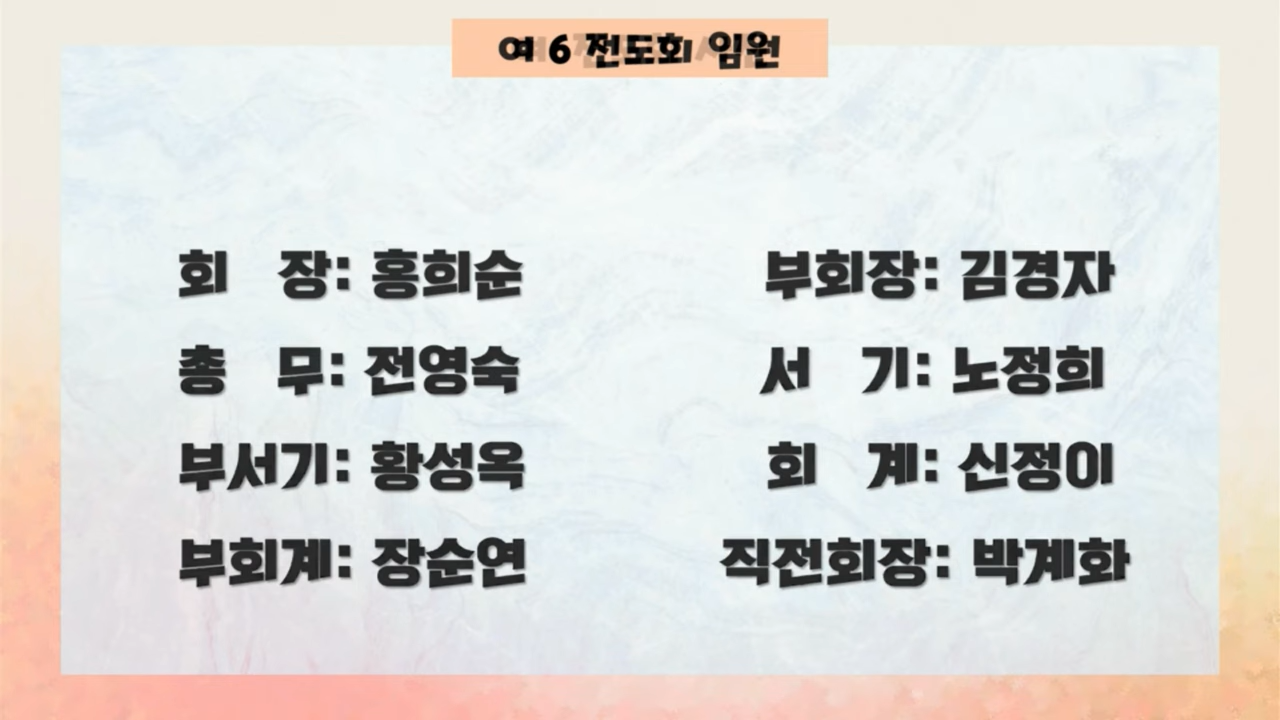 여 6 전도회 임원
회 장: 홍희순 부회장: 김경자
총 무: 전영숙 서 기: 노정희
부서기: 황성옥 회 계: 신정이
부회계: 장순연 직전회장: 박계화